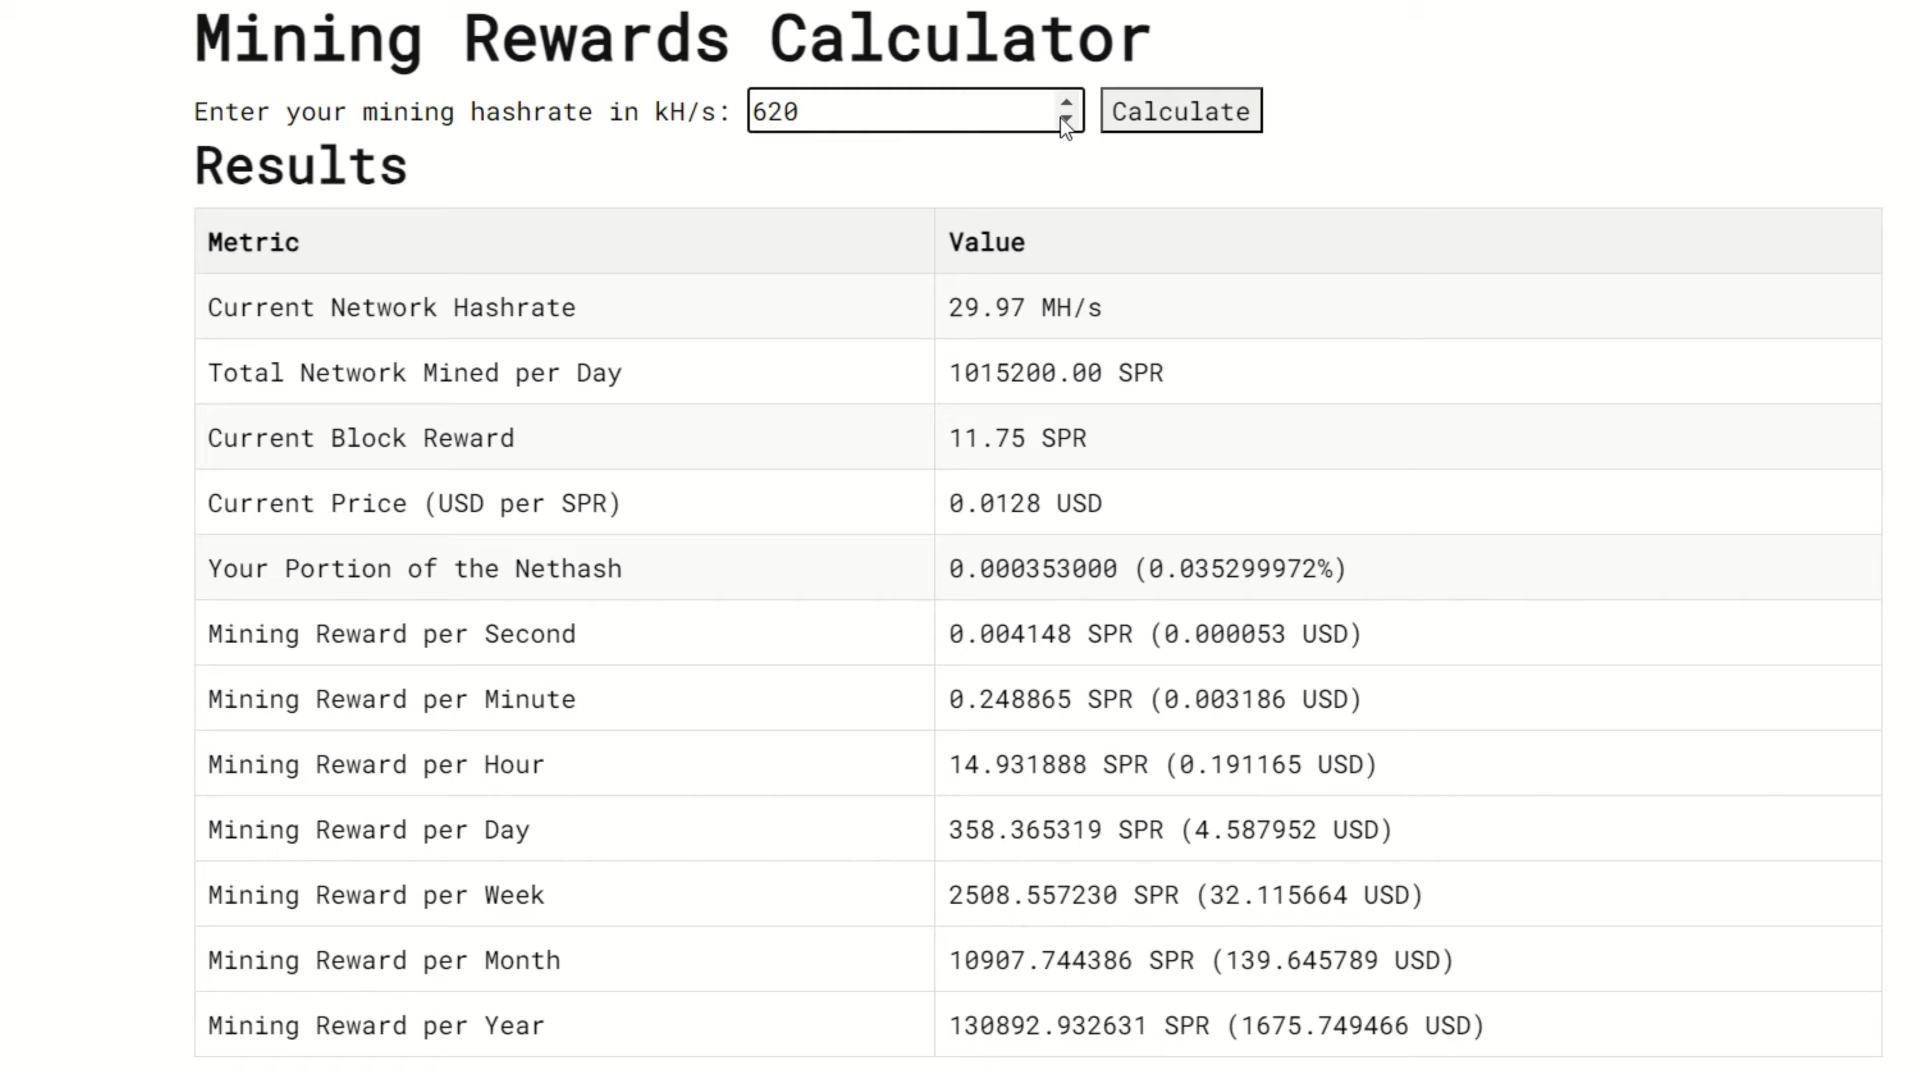 Mining Rewards Calculator
Enter your mining hashrate in kH/s: 620 Calculate
Results
Metric Value
Current Network Hashrate 29.97 MH/s
Total Network Mined per Day 1015200.00 SPR
Current Block Reward 11.75 SPR
Current Price (USD per SPR) 0.0128 USD
Your Portion of the Nethash 0.000353000 (0.035299972%)
Mining Reward per Second 0.004148 SPR (0.000053 USD)
Mining Reward per Minute 0.248865 SPR (0.003186 USD)
Mining Reward per Hour 14.931888 SPR (0.191165 USD)
Mining Reward per Day 358.365319 SPR (4.587952 USD)
Mining Reward per Week 2508.557230 SPR (32.115664 USD)
Mining Reward per Month 10907.744386 SPR (139.645789 USD)
Mining Reward per Year 130892.932631 SPR (1675.749466 USD)